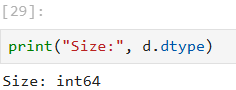 [29]:
print("Size:", d.dtype)
Size: int64